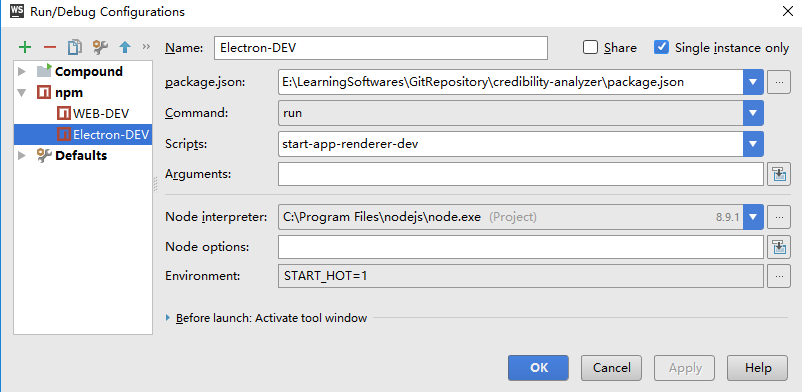 WS Run/Debug Configurations
Name: Electron-DEV Share Single instance only
Compound
npm
WEB-DEV
Electron-DEV
Defaults
package.json: E:\LearningSoftwares\GitRepository\credibility-analyzer\package.json
Command: run
Scripts: start-app-renderer-dev
Arguments:
Node interpreter: C:\Program Files\nodejs\node.exe (Project) 8.9.1
Node options:
Environment: START_HOT=1
Before launch: Activate tool window
OK Cancel Apply Help